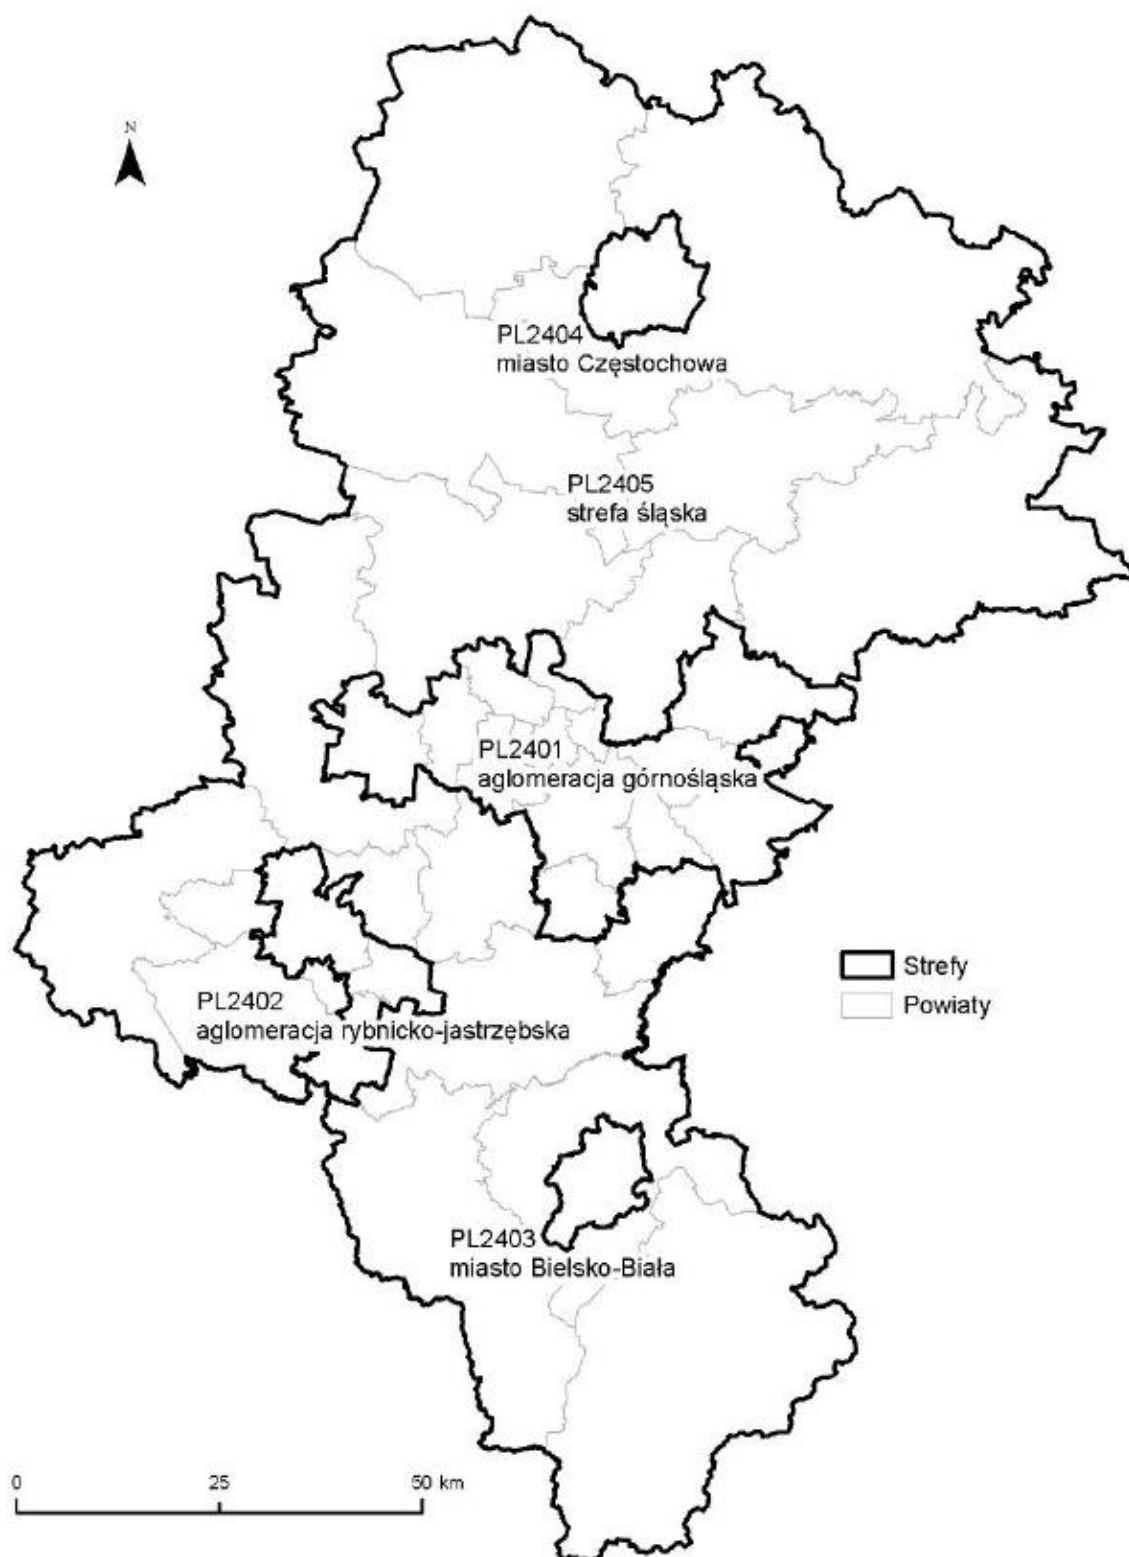 N
PL2404
miasto Częstochowa
PL2405
strefa śląska
PL2401
aglomeracja górnośląska
Strefy
Powiaty
PL2402
aglomeracja rybnicko-jastrzębska
PL2403
miasto Bielsko-Biała
0 25 50 km